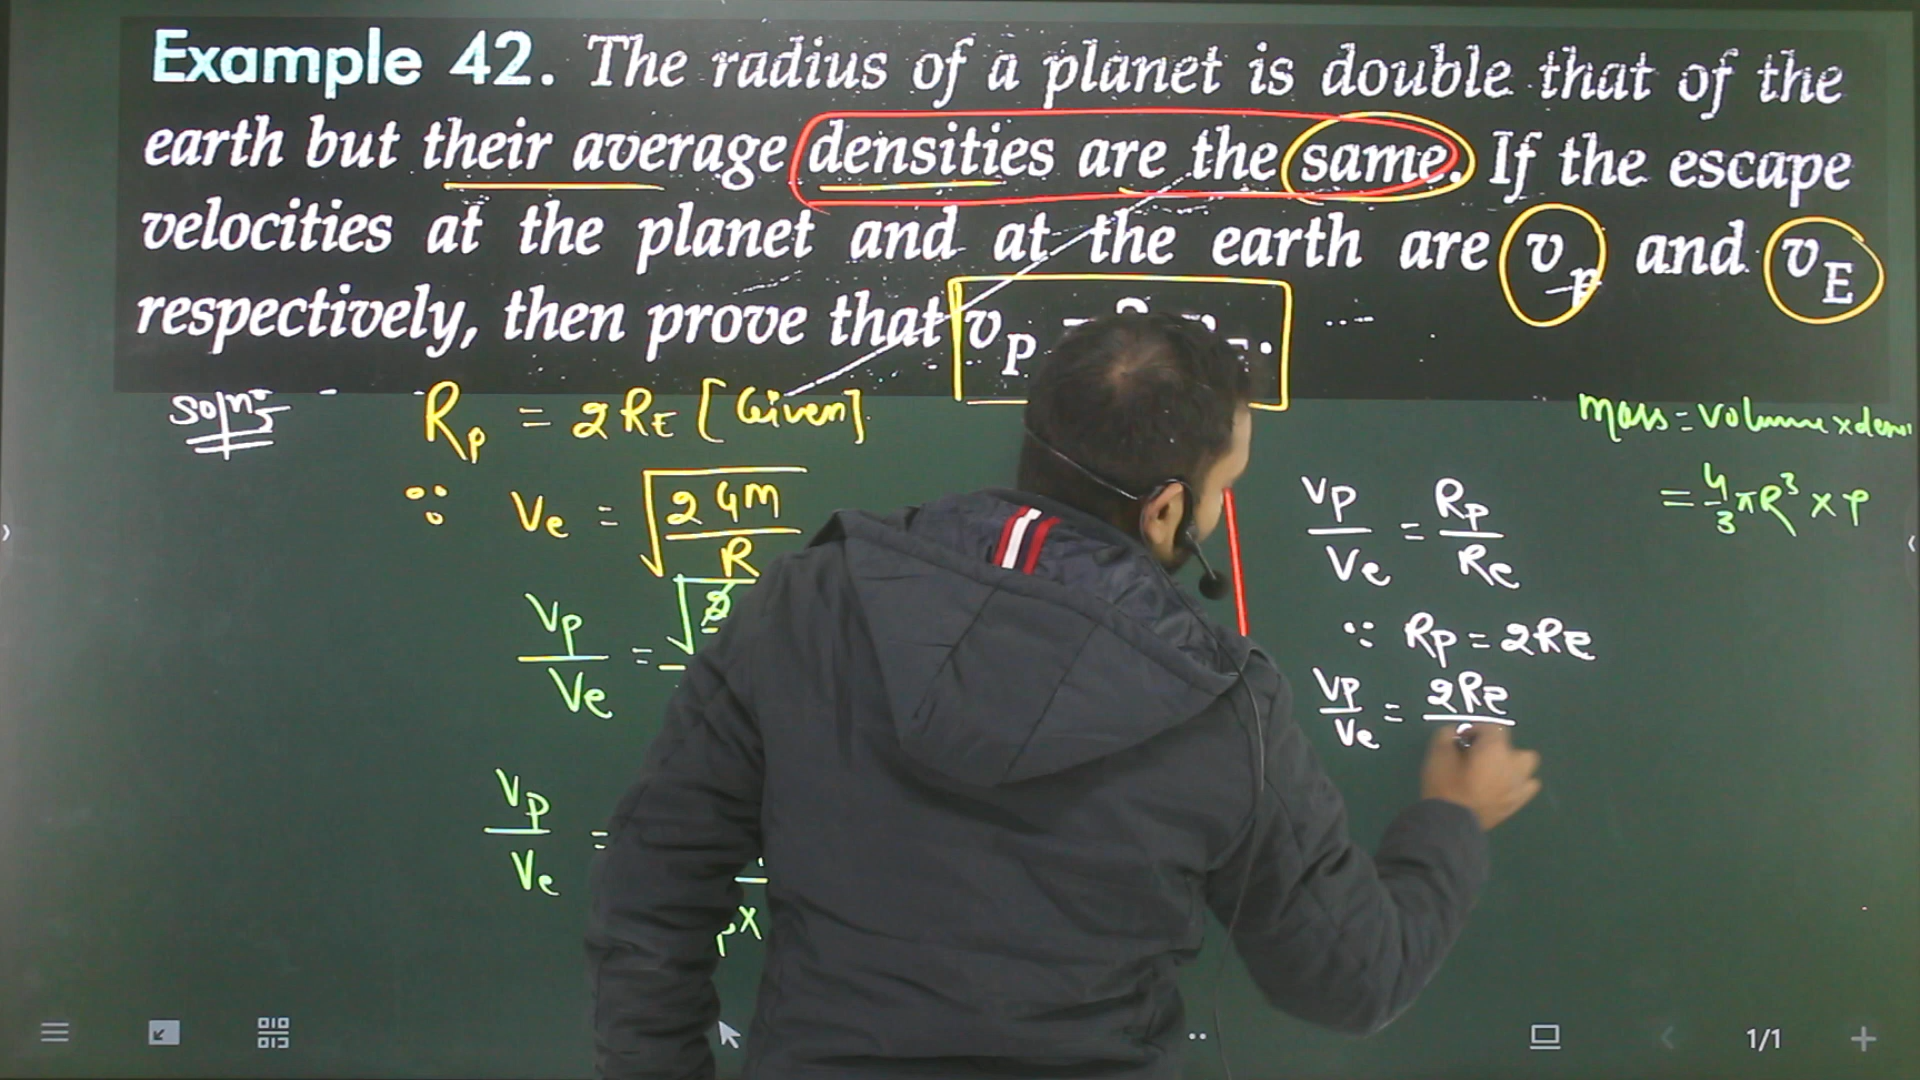 Example 42. The radius of a planet is double that of the
earth but their average densities are the same. If the escape
velocities at the planet and at the earth are v_p and v_E
respectively, then prove that v_P
Soln:
R_p = 2R_E [Given]
∵ V_e = √(2GM/R)
V_p/V_e = √2
V_p/V_e =
V_p/V_e = R_p/R_e
∵ R_p = 2R_E
V_p/V_e = 2R_E
mass = volume ×
= 4/3 πR³ × ρ
1/1